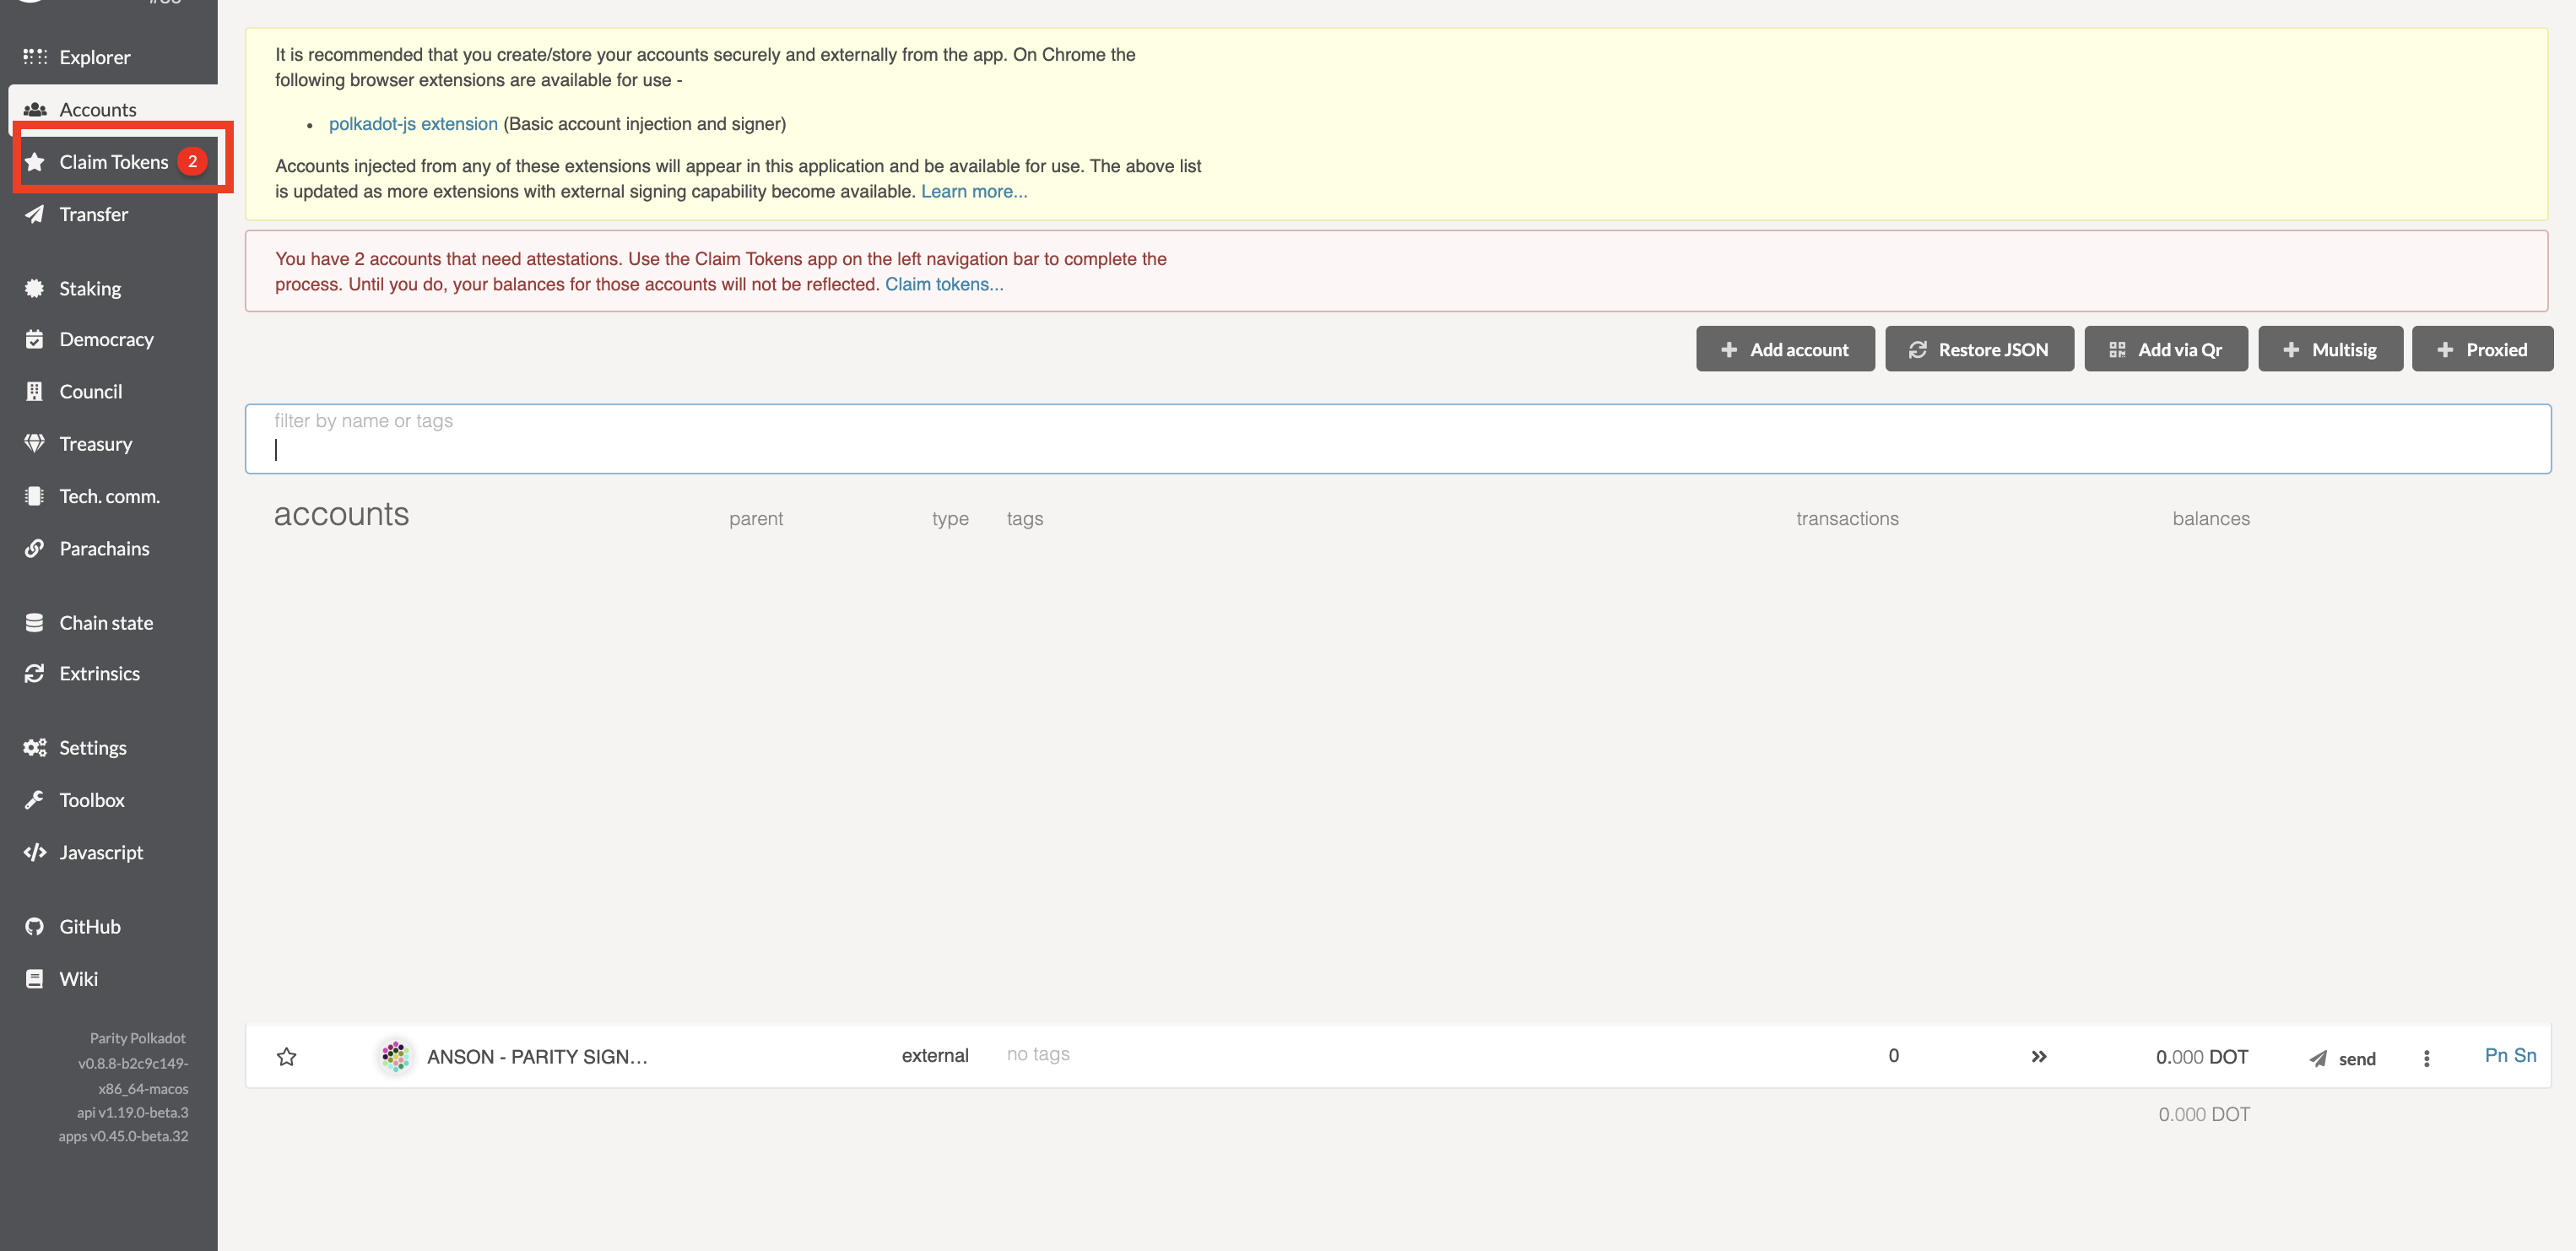 Explorer
Accounts
Claim Tokens 2
Transfer
Staking
Democracy
Council
Treasury
Tech. comm.
Parachains
Chain state
Extrinsics
Settings
Toolbox
Javascript
GitHub
Wiki
Parity Polkadot
v0.8.8-b2c9c149-
x86_64-macos
api v1.19.0-beta.3
apps v0.45.0-beta.32
It is recommended that you create/store your accounts securely and externally from the app. On Chrome the
following browser extensions are available for use -
• polkadot-js extension (Basic account injection and signer)
Accounts injected from any of these extensions will appear in this application and be available for use. The above list
is updated as more extensions with external signing capability become available. Learn more...
You have 2 accounts that need attestations. Use the Claim Tokens app on the left navigation bar to complete the
process. Until you do, your balances for those accounts will not be reflected. Claim tokens...
Add account Restore JSON Add via Qr Multisig Proxied
filter by name or tags
accounts parent type tags transactions balances
ANSON - PARITY SIGN... external no tags 0 0.000 DOT send Pn Sn
0.000 DOT